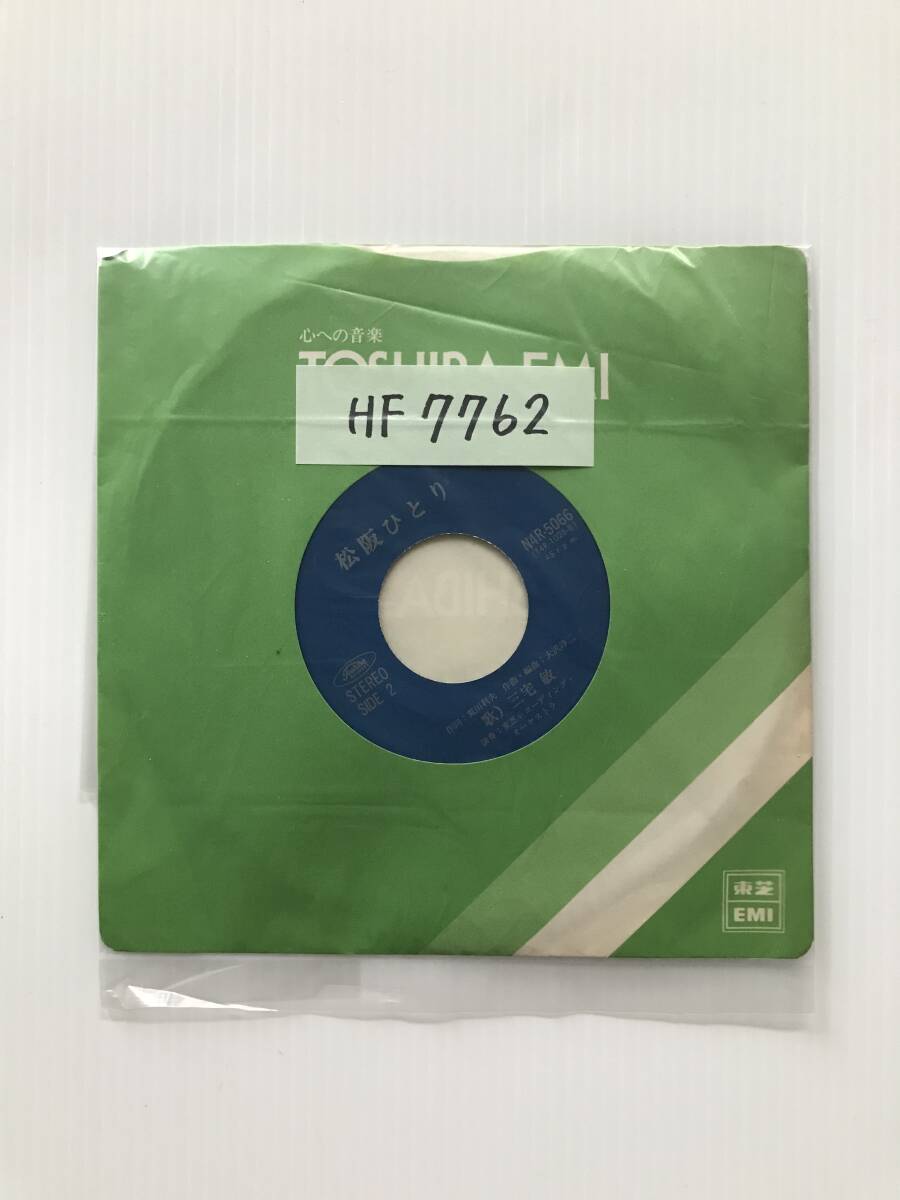 心への音楽
TOSHIBA EMI
HF 7762
松阪ひとり
N4R-5066
STEREO
SIDE 2
歌) 三宅 敏
東芝
EMI